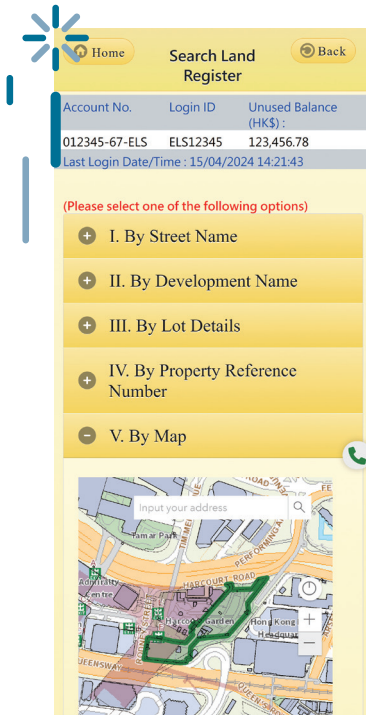 Home
Search Land
Register
Back
Account No. Login ID Unused Balance
(HK$) :
012345-67-ELS ELS12345 123,456.78
Last Login Date/Time : 15/04/2024 14:21:43
(Please select one of the following options)
I. By Street Name
II. By Development Name
III. By Lot Details
IV. By Property Reference
Number
V. By Map
Input your address
Tamar Park
PERFORMING
Admiralty
Centre
HARCOURT ROAD
Harcourt Garden
Hong Kong
QUEENSWAY